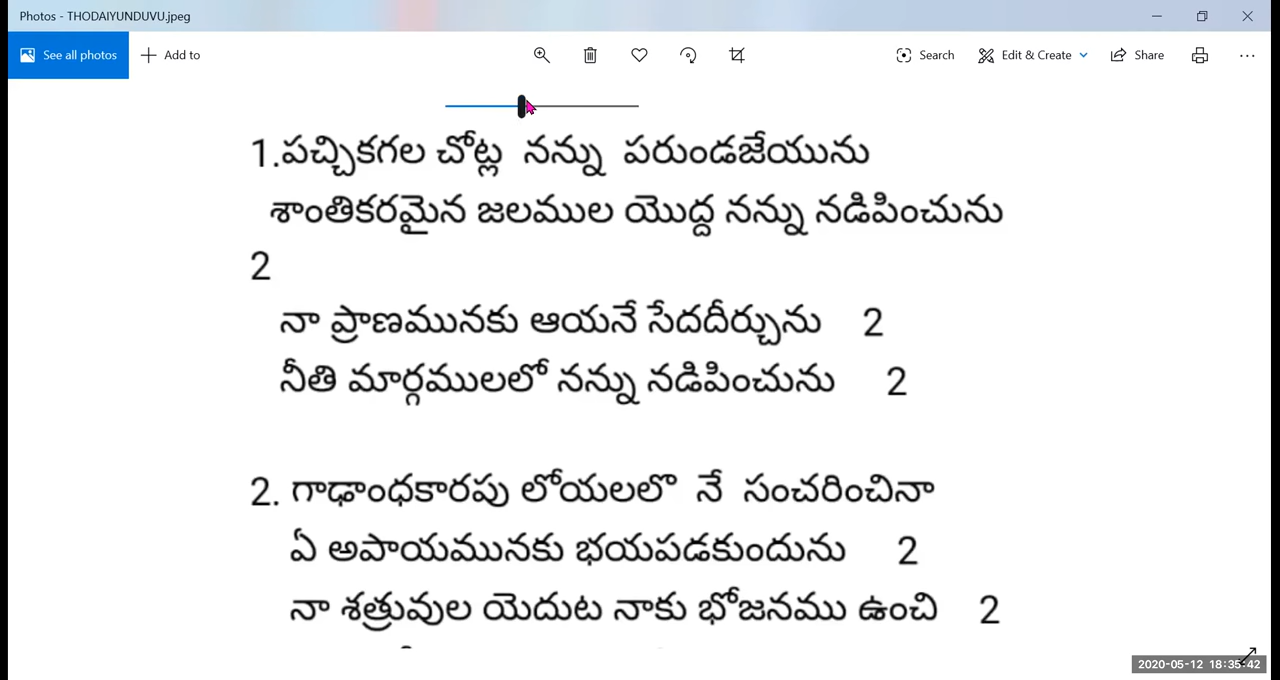 Photos - THODAIYUNDUVU.jpeg
See all photos
Add to
Search
Edit & Create
Share
1.పచ్చికగల చోట్ల నన్ను పరుండజేయును
శాంతికరమైన జలముల యొద్ద నన్ను నడిపించును
2
నా ప్రాణమునకు ఆయనే సేదదీర్చును 2
నీతి మార్గములలో నన్ను నడిపించును 2
2. గాఢాంధకారపు లోయలలొ నే సంచరించినా
ఏ అపాయమునకు భయపడకుందును 2
నా శత్రువుల యెదుట నాకు భోజనము ఉంచి 2
2020-05-12 18:35:42